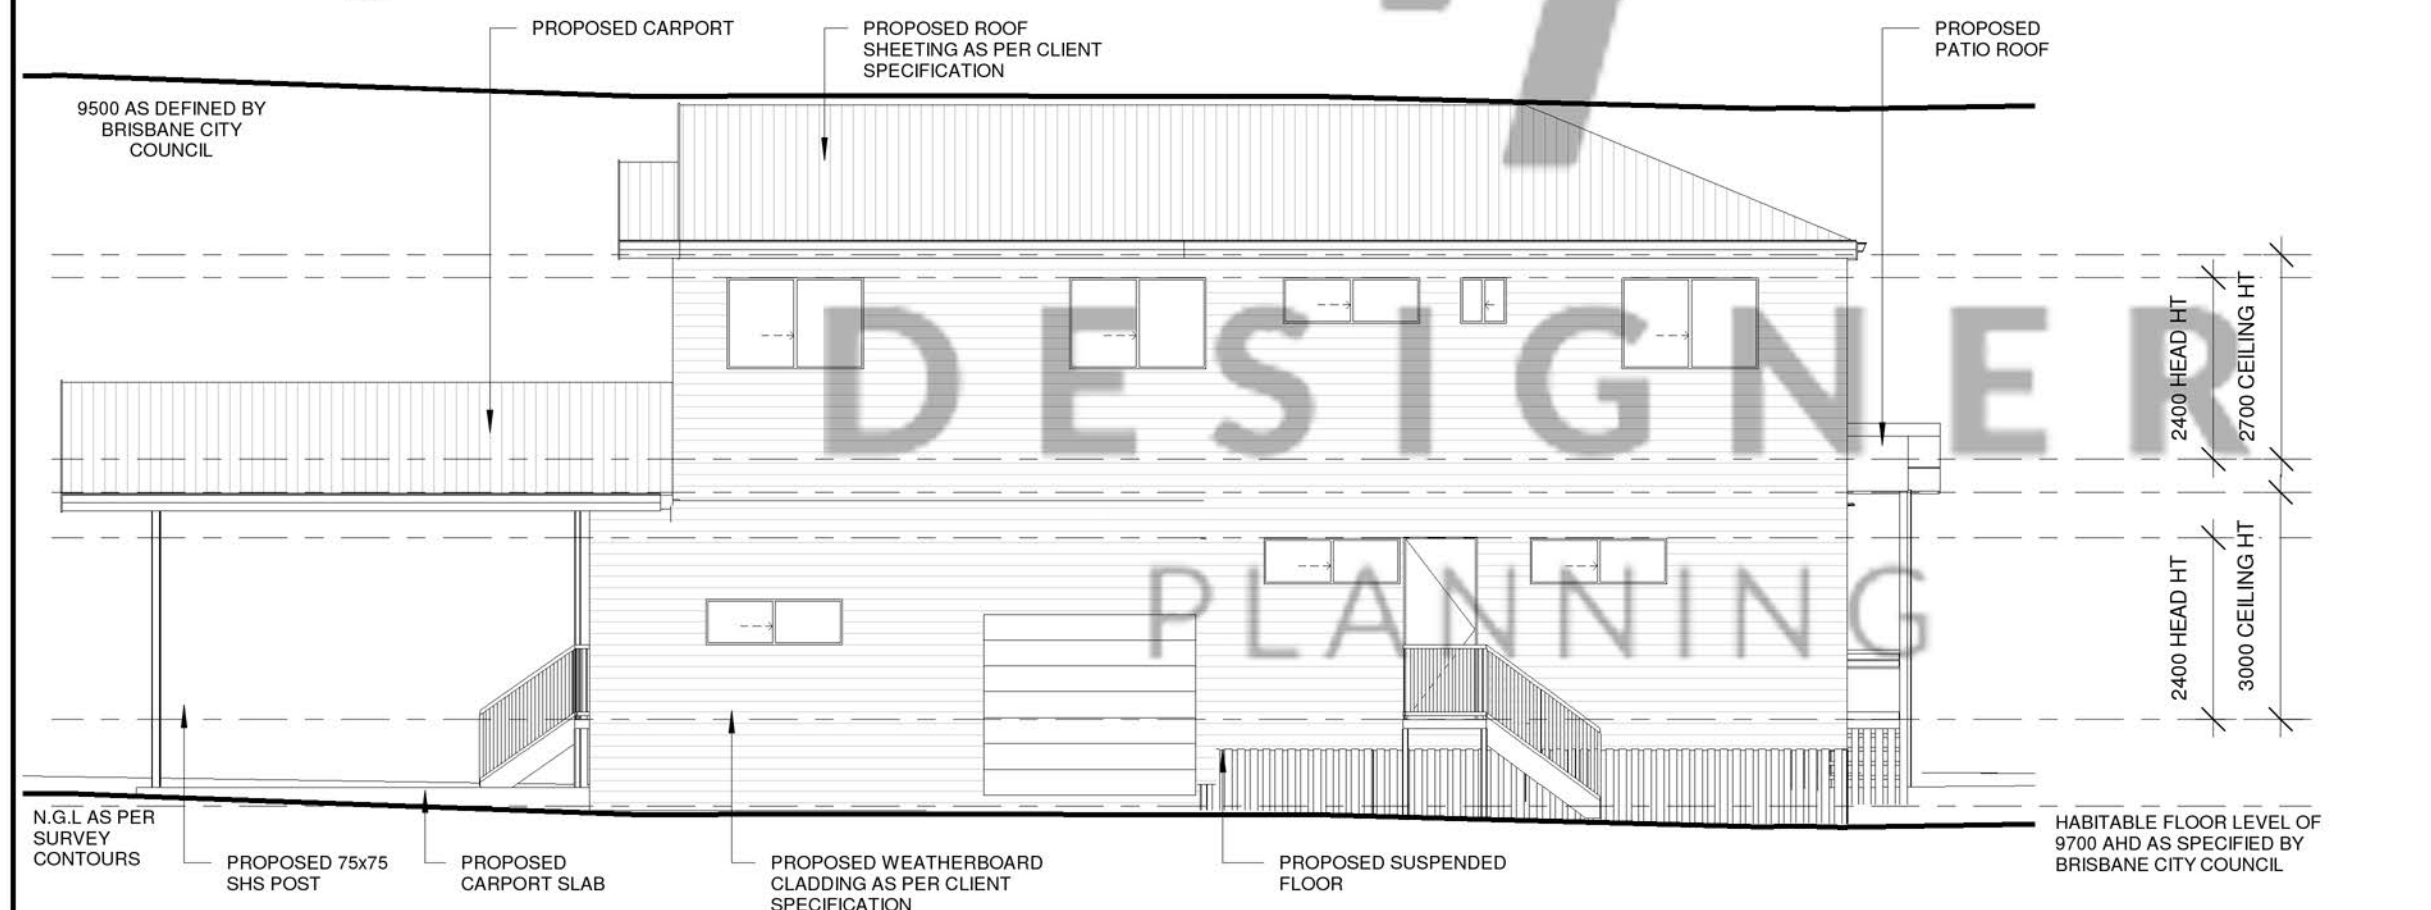 PROPOSED CARPORT
PROPOSED ROOF
SHEETING AS PER CLIENT
SPECIFICATION
PROPOSED
PATIO ROOF
9500 AS DEFINED BY
BRISBANE CITY
COUNCIL
DESIGNER
PLANNING
2400 HEAD HT
2700 CEILING HT
2400 HEAD HT
3000 CEILING HT
N.G.L AS PER
SURVEY
CONTOURS
PROPOSED 75x75
SHS POST
PROPOSED
CARPORT SLAB
PROPOSED WEATHERBOARD
CLADDING AS PER CLIENT
SPECIFICATION
PROPOSED SUSPENDED
FLOOR
HABITABLE FLOOR LEVEL OF
9700 AHD AS SPECIFIED BY
BRISBANE CITY COUNCIL